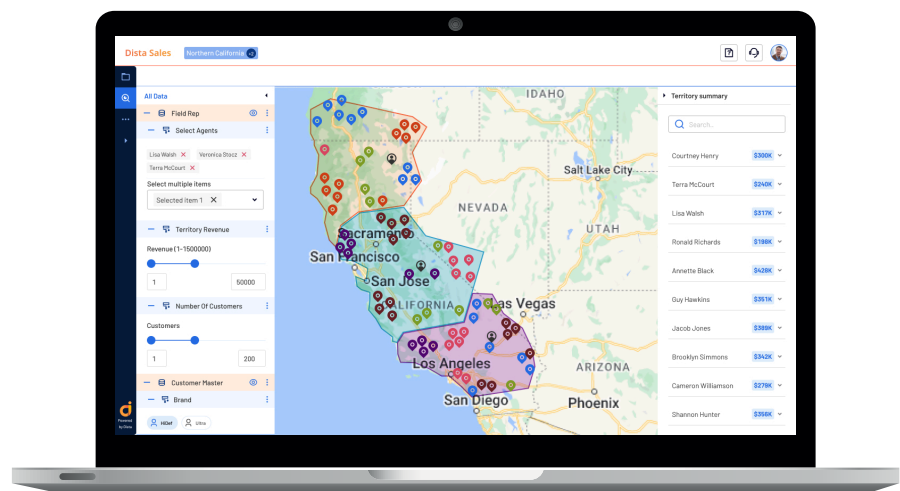 Dista Sales
Northern California
All Data
Field Rep
Select Agents
Lisa Walsh ✕ Veronica Stocz ✕
Terra McCourt ✕
Select multiple items
Selected item 1 ✕
Territory Revenue
Revenue (1-1500000)
1 50000
Number Of Customers
Customers
1 200
Customer Master
Brand
HiDef Ultra
Powered
by Dista
IDAHO
Salt Lake City
NEVADA
UTAH
Sacramento
San Francisco
San Jose
CALIFORNIA
Las Vegas
Los Angeles
ARIZONA
San Diego
Phoenix
Territory summary
Search...
Courtney Henry $300K
Terra McCourt $240K
Lisa Walsh $317K
Ronald Richards $198K
Annette Black $428K
Guy Hawkins $351K
Jacob Jones $389K
Brooklyn Simmons $342K
Cameron Williamson $279K
Shannon Hunter $358K